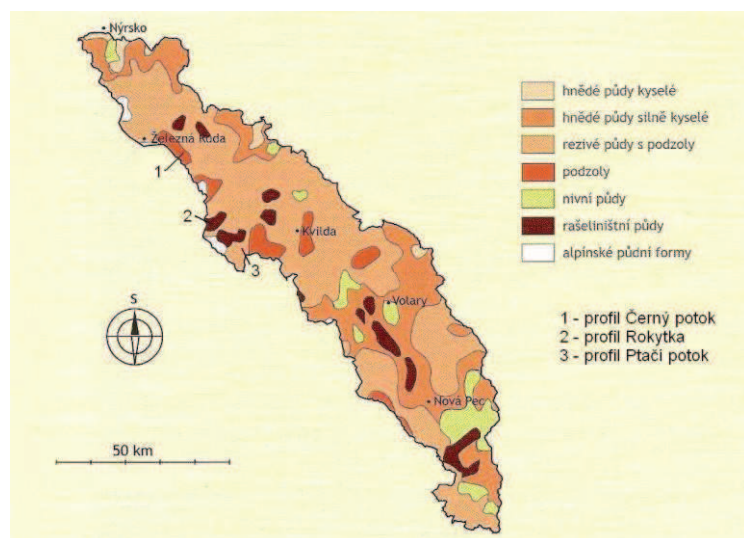 Nýrsko
Železná Ruda
1
2
3
Kvilda
Volary
Nová Pec
hnědé půdy kyselé
hnědé půdy silně kyselé
rezivé půdy s podzoly
podzoly
nivní půdy
rašeliništní půdy
alpínské půdní formy
1 - profil Černý potok
2 - profil Rokytka
3 - profil Ptačí potok
S
50 km